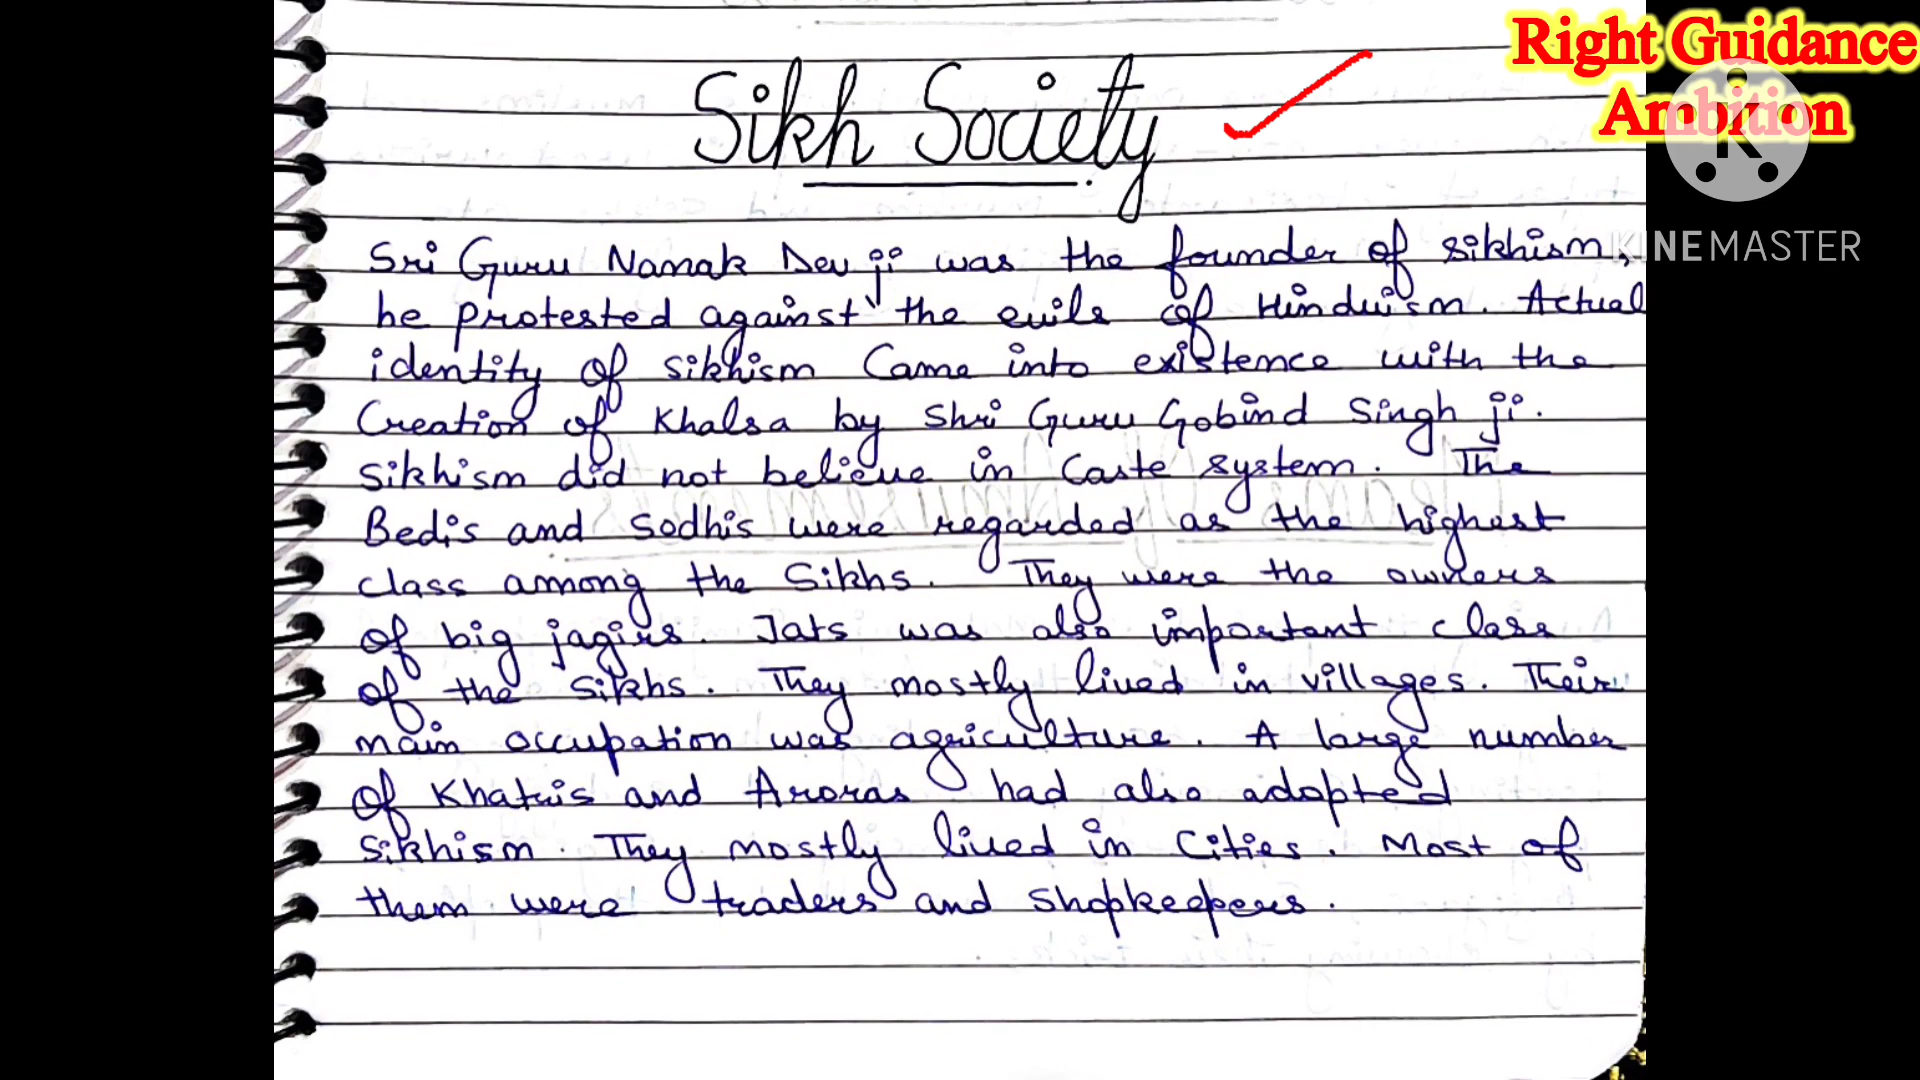 Right Guidance
Ambition
KINEMASTER
Sikh Society
Sri Guru Nanak Dev ji was the founder of Sikhism,
he protested against the evils of Hinduism. Actual
identity of Sikhism Came into existence with the
Creation of Khalsa by Shri Guru Gobind Singh ji.
Sikhism did not believe in Caste system. The
Bedis and Sodhis were regarded as the highest
class among the Sikhs. They were the owners
of big jagirs. Jats was also important class
of the Sikhs. They mostly lived in villages. Their
main occupation was agriculture. A large number
of Khatris and Aroras had also adopted
Sikhism. They mostly lived in Cities. Most of
them were traders and Shopkeepers.